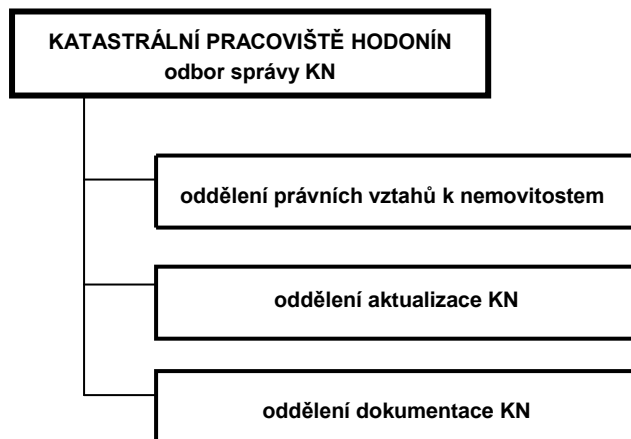 KATASTRÁLNÍ PRACOVIŠTĚ HODONÍN
odbor správy KN
oddělení právních vztahů k nemovitostem
oddělení aktualizace KN
oddělení dokumentace KN